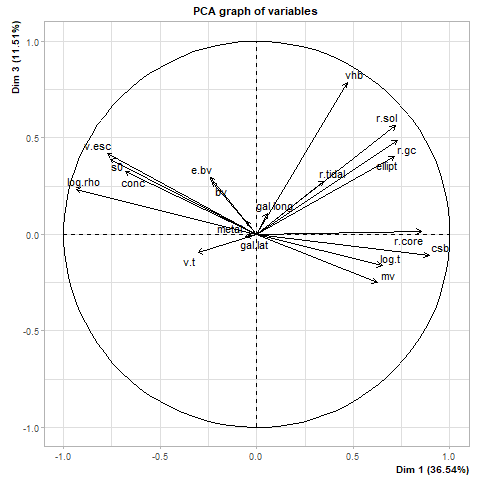 PCA graph of variables
Dim 3 (11.51%)
1.0
0.5
0.0
-0.5
-1.0
vhb
r.sol
r.gc
ellipt
r.tidal
v.esc
s0
conc
log.rho
e.bv
bv
gal.long
metal
gal.lat
v.t
r.core
csb
log.t
mv
-1.0
-0.5
0.0
0.5
1.0
Dim 1 (36.54%)